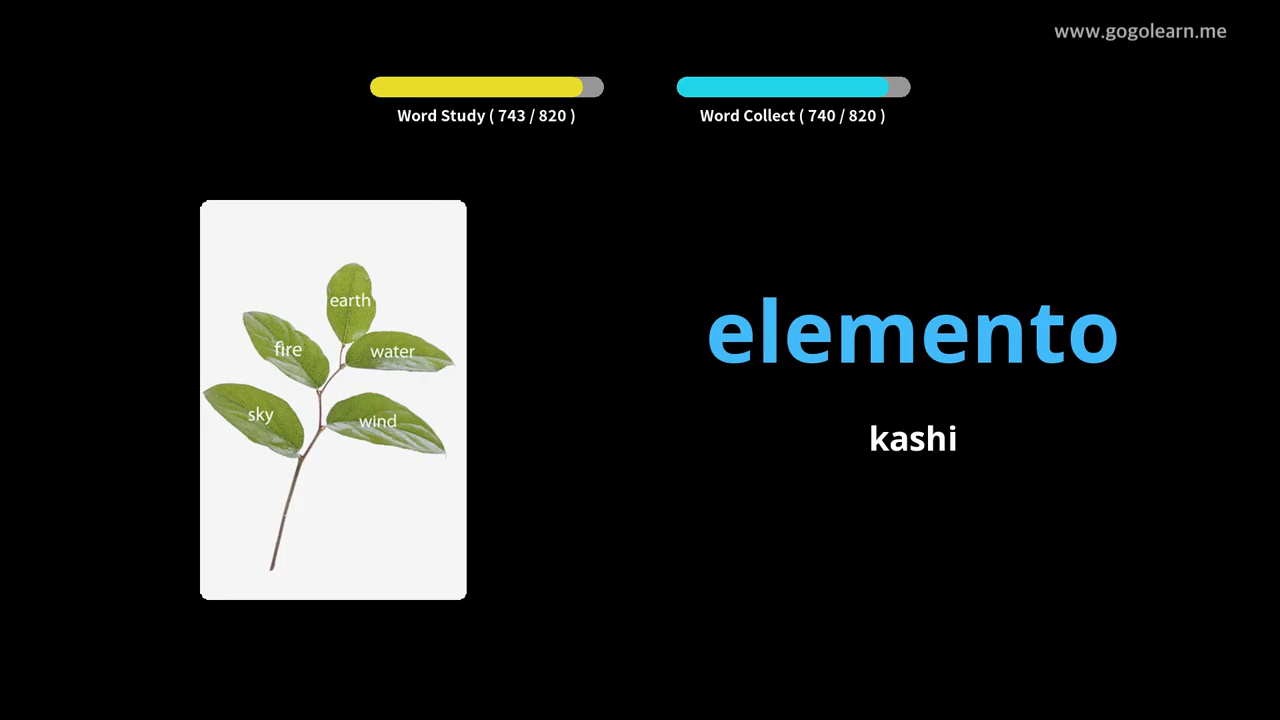 www.gogolearn.me
Word Study ( 743 / 820 )
Word Collect ( 740 / 820 )
earth
fire
water
sky
wind
elemento
kashi